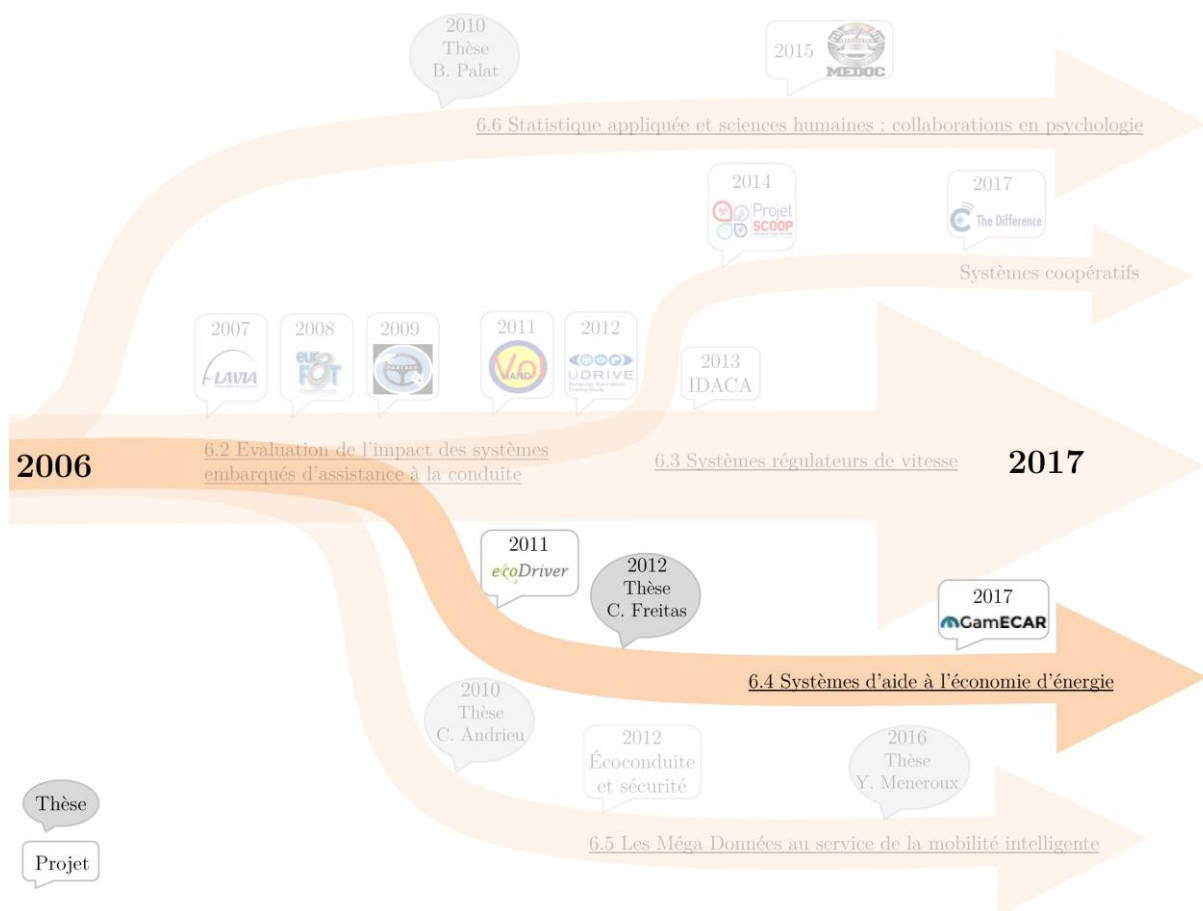 2010
Thèse
B. Palat
2015
MEDOC
6.6 Statistique appliquée et sciences humaines : collaborations en psychologie
2014
Projet
SCOOP
2017
The Difference
Systèmes coopératifs
2007
LAVIA
2008
euro
FOT
2009
PARTAGE
2011
Vol
MAND
2012
UDRIVE
2013
IDACA
6.2 Evaluation de l'impact des systèmes
embarqués d'assistance à la conduite
6.3 Systèmes régulateurs de vitesse
2006
2017
2011
ecoDriver
2012
Thèse
C. Freitas
2017
GamECAR
6.4 Systèmes d'aide à l'économie d'énergie
2010
Thèse
C. Andrieu
2012
Écoconduite
et sécurité
2016
Thèse
Y. Meneroux
6.5 Les Méga Données au service de la mobilité intelligente
Thèse
Projet